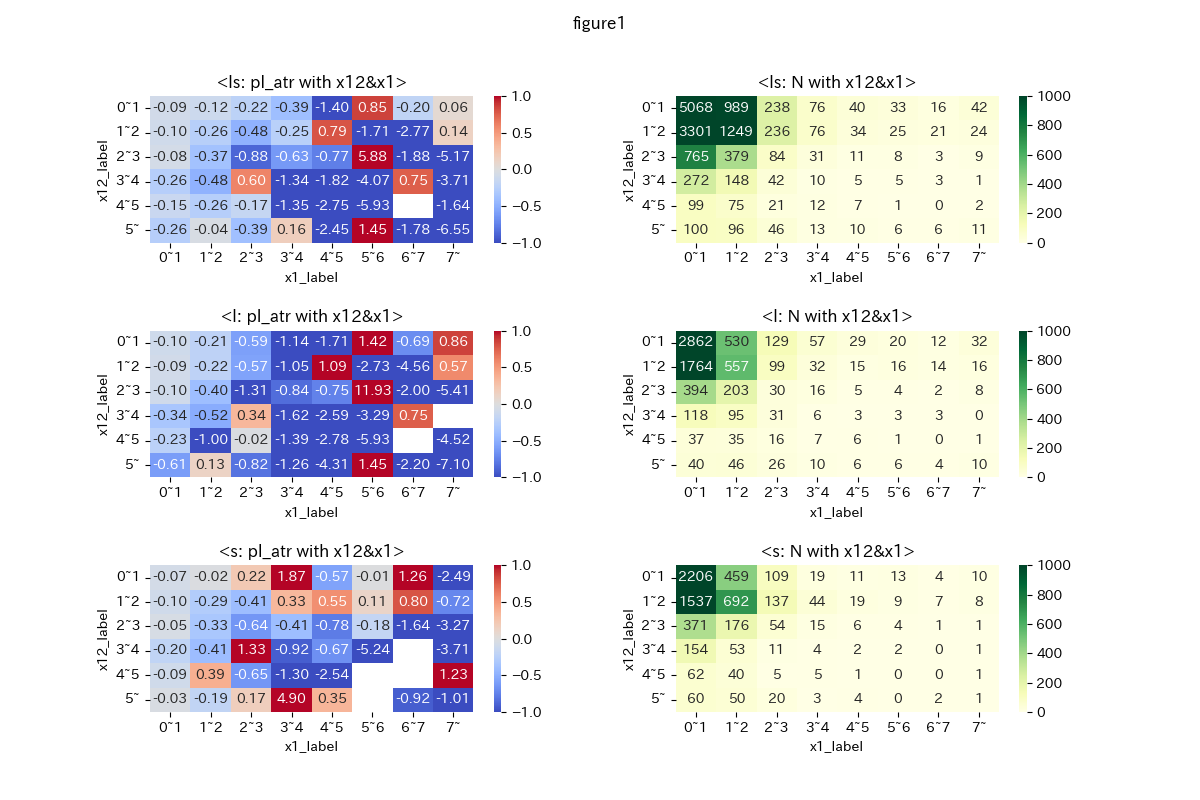 figure1
<ls: pl_atr with x12&x1>
x12_label
0~1 -0.09 -0.12 -0.22 -0.39 -1.40 0.85 -0.20 0.06
1~2 -0.10 -0.26 -0.48 -0.25 0.79 -1.71 -2.77 0.14
2~3 -0.08 -0.37 -0.88 -0.63 -0.77 5.88 -1.88 -5.17
3~4 -0.26 -0.48 0.60 -1.34 -1.82 -4.07 0.75 -3.71
4~5 -0.15 -0.26 -0.17 -1.35 -2.75 -5.93 -1.64
5~ -0.26 -0.04 -0.39 0.16 -2.45 1.45 -1.78 -6.55
0~1 1~2 2~3 3~4 4~5 5~6 6~7 7~
x1_label
1.0
0.5
0.0
−0.5
−1.0
<ls: N with x12&x1>
x12_label
0~1 5068 989 238 76 40 33 16 42
1~2 3301 1249 236 76 34 25 21 24
2~3 765 379 84 31 11 8 3 9
3~4 272 148 42 10 5 5 3 1
4~5 99 75 21 12 7 1 0 2
5~ 100 96 46 13 10 6 6 11
0~1 1~2 2~3 3~4 4~5 5~6 6~7 7~
x1_label
1000
800
600
400
200
0
<l: pl_atr with x12&x1>
x12_label
0~1 -0.10 -0.21 -0.59 -1.14 -1.71 1.42 -0.69 0.86
1~2 -0.09 -0.22 -0.57 -1.05 1.09 -2.73 -4.56 0.57
2~3 -0.10 -0.40 -1.31 -0.84 -0.75 11.93 -2.00 -5.41
3~4 -0.34 -0.52 0.34 -1.62 -2.59 -3.29 0.75
4~5 -0.23 -1.00 -0.02 -1.39 -2.78 -5.93 -4.52
5~ -0.61 0.13 -0.82 -1.26 -4.31 1.45 -2.20 -7.10
0~1 1~2 2~3 3~4 4~5 5~6 6~7 7~
x1_label
1.0
0.5
0.0
−0.5
−1.0
<l: N with x12&x1>
x12_label
0~1 2862 530 129 57 29 20 12 32
1~2 1764 557 99 32 15 16 14 16
2~3 394 203 30 16 5 4 2 8
3~4 118 95 31 6 3 3 3 0
4~5 37 35 16 7 6 1 0 1
5~ 40 46 26 10 6 6 4 10
0~1 1~2 2~3 3~4 4~5 5~6 6~7 7~
x1_label
1000
800
600
400
200
0
<s: pl_atr with x12&x1>
x12_label
0~1 -0.07 -0.02 0.22 1.87 -0.57 -0.01 1.26 -2.49
1~2 -0.10 -0.29 -0.41 0.33 0.55 0.11 0.80 -0.72
2~3 -0.05 -0.33 -0.64 -0.41 -0.78 -0.18 -1.64 -3.27
3~4 -0.20 -0.41 1.33 -0.92 -0.67 -5.24 -3.71
4~5 -0.09 0.39 -0.65 -1.30 -2.54 1.23
5~ -0.03 -0.19 0.17 4.90 0.35 -0.92 -1.01
0~1 1~2 2~3 3~4 4~5 5~6 6~7 7~
x1_label
1.0
0.5
0.0
−0.5
−1.0
<s: N with x12&x1>
x12_label
0~1 2206 459 109 19 11 13 4 10
1~2 1537 692 137 44 19 9 7 8
2~3 371 176 54 15 6 4 1 1
3~4 154 53 11 4 2 2 0 1
4~5 62 40 5 5 1 0 0 1
5~ 60 50 20 3 4 0 2 1
0~1 1~2 2~3 3~4 4~5 5~6 6~7 7~
x1_label
1000
800
600
400
200
0